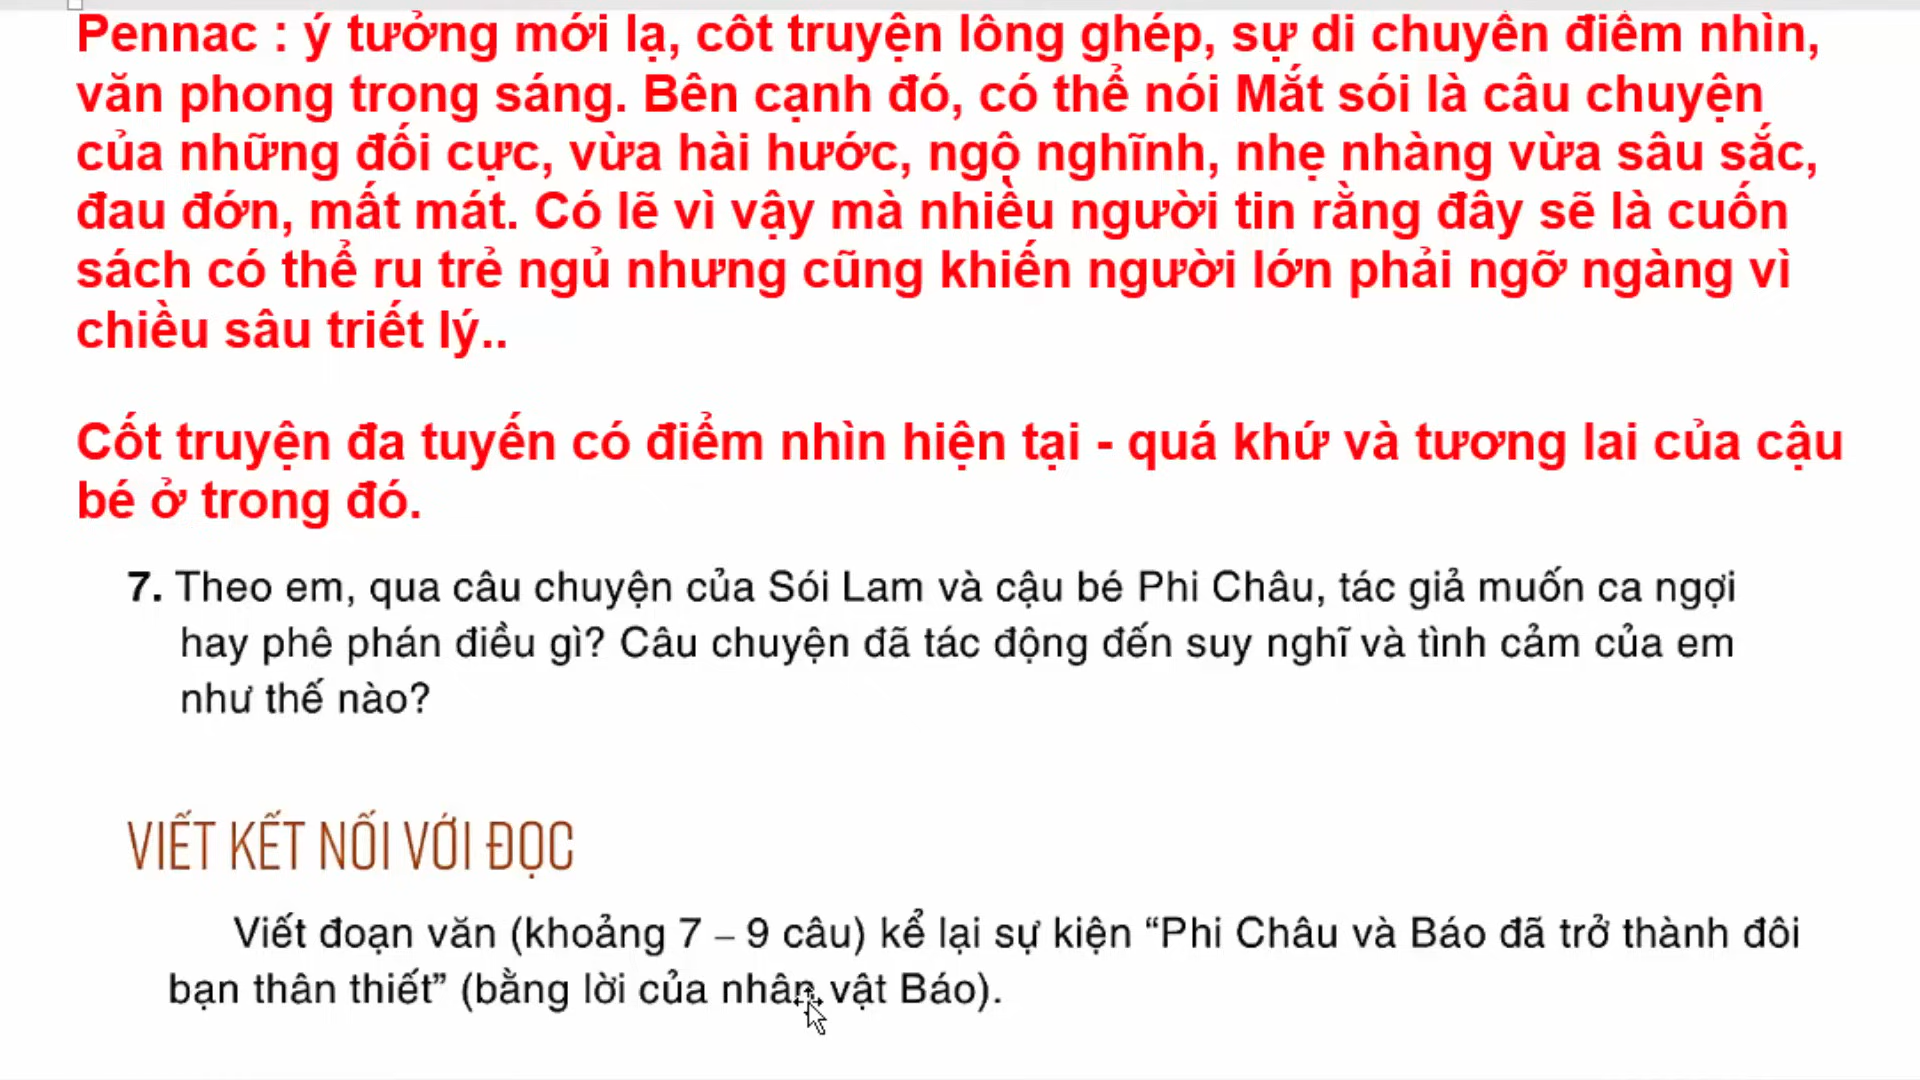 Pennac : ý tưởng mới lạ, cốt truyện lồng ghép, sự di chuyển điểm nhìn,
văn phong trong sáng. Bên cạnh đó, có thể nói Mắt sói là câu chuyện
của những đối cực, vừa hài hước, ngộ nghĩnh, nhẹ nhàng vừa sâu sắc,
đau đớn, mất mát. Có lẽ vì vậy mà nhiều người tin rằng đây sẽ là cuốn
sách có thể ru trẻ ngủ nhưng cũng khiến người lớn phải ngỡ ngàng vì
chiều sâu triết lý..
Cốt truyện đa tuyến có điểm nhìn hiện tại - quá khứ và tương lai của cậu
bé ở trong đó.
7. Theo em, qua câu chuyện của Sói Lam và cậu bé Phi Châu, tác giả muốn ca ngợi
hay phê phán điều gì? Câu chuyện đã tác động đến suy nghĩ và tình cảm của em
như thế nào?
VIẾT KẾT NỐI VỚI ĐỌC
Viết đoạn văn (khoảng 7 – 9 câu) kể lại sự kiện “Phi Châu và Báo đã trở thành đôi
bạn thân thiết” (bằng lời của nhân vật Báo).